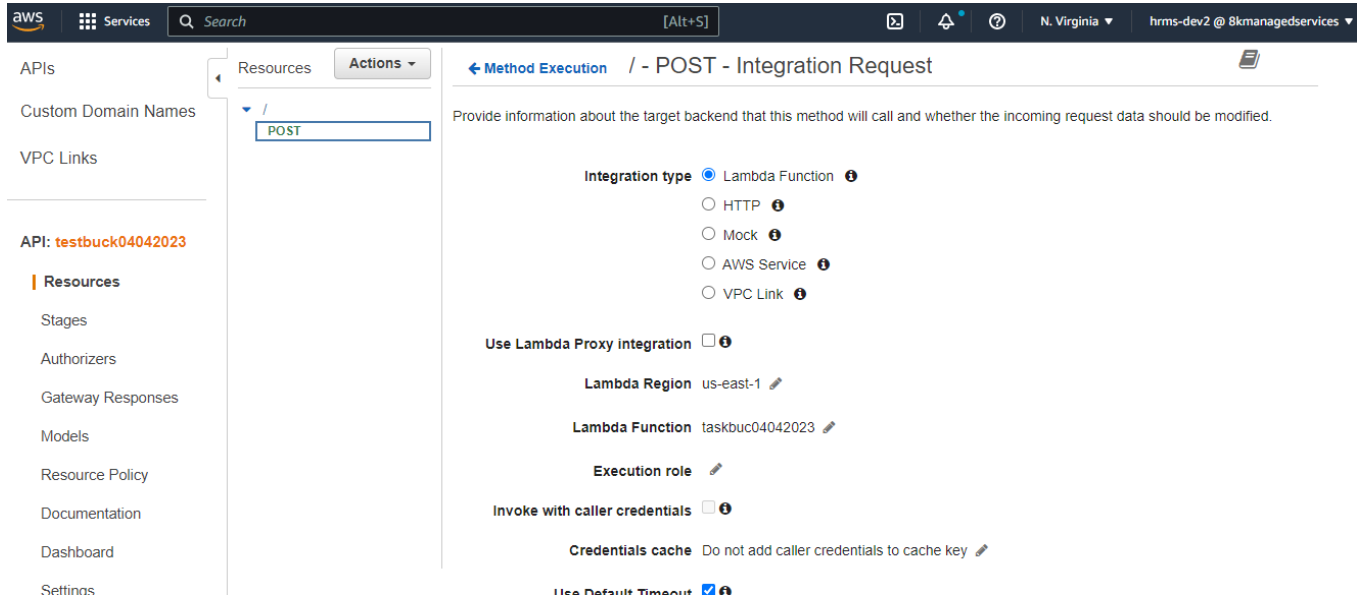 aws Services Search [Alt+S] N. Virginia ▼ hrms-dev2 @ 8kmanagedservices ▼
APIs
Custom Domain Names
VPC Links
API: testbuck04042023
Resources
Stages
Authorizers
Gateway Responses
Models
Resource Policy
Documentation
Dashboard
Settings
Resources Actions
/
POST
Method Execution / - POST - Integration Request
Provide information about the target backend that this method will call and whether the incoming request data should be modified.
Integration type Lambda Function
HTTP
Mock
AWS Service
VPC Link
Use Lambda Proxy integration
Lambda Region us-east-1
Lambda Function taskbuc04042023
Execution role
Invoke with caller credentials
Credentials cache Do not add caller credentials to cache key
Use Default Timeout